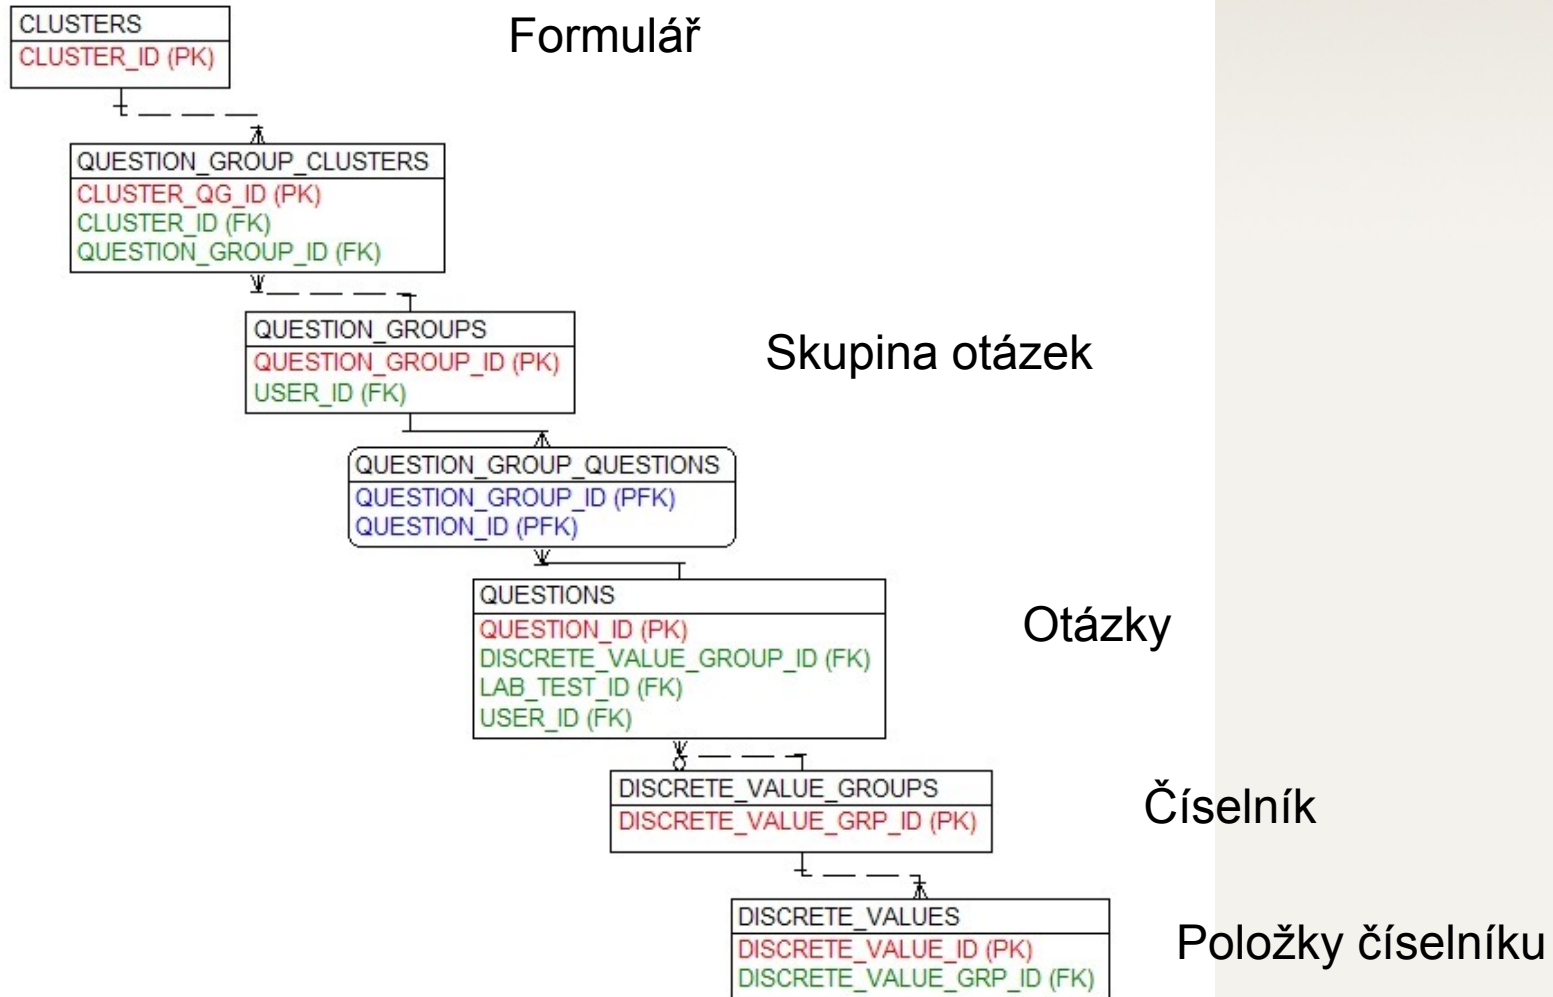 CLUSTERS
CLUSTER_ID (PK)
Formulář
QUESTION_GROUP_CLUSTERS
CLUSTER_QG_ID (PK)
CLUSTER_ID (FK)
QUESTION_GROUP_ID (FK)
QUESTION_GROUPS
QUESTION_GROUP_ID (PK)
USER_ID (FK)
Skupina otázek
QUESTION_GROUP_QUESTIONS
QUESTION_GROUP_ID (PFK)
QUESTION_ID (PFK)
QUESTIONS
QUESTION_ID (PK)
DISCRETE_VALUE_GROUP_ID (FK)
LAB_TEST_ID (FK)
USER_ID (FK)
Otázky
DISCRETE_VALUE_GROUPS
DISCRETE_VALUE_GRP_ID (PK)
Číselník
DISCRETE_VALUES
DISCRETE_VALUE_ID (PK)
DISCRETE_VALUE_GRP_ID (FK)
Položky číselníku